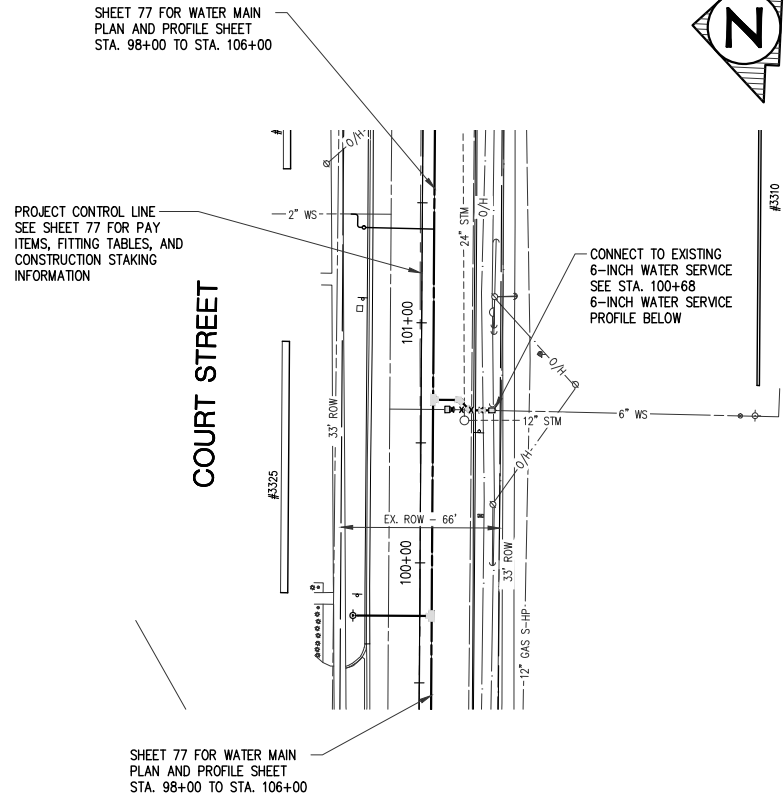 SHEET 77 FOR WATER MAIN
PLAN AND PROFILE SHEET
STA. 98+00 TO STA. 106+00
N
O/H
#3310
2" WS
24" STM
O/H
PROJECT CONTROL LINE
SEE SHEET 77 FOR PAY
ITEMS, FITTING TABLES, AND
CONSTRUCTION STAKING
INFORMATION
CONNECT TO EXISTING
6-INCH WATER SERVICE
SEE STA. 100+68
6-INCH WATER SERVICE
PROFILE BELOW
101+00
COURT STREET
O/H
33' ROW
6" WS
12" STM
O/H
#3325
EX. ROW - 66'
100+00
33' ROW
12" GAS S-HP
SHEET 77 FOR WATER MAIN
PLAN AND PROFILE SHEET
STA. 98+00 TO STA. 106+00